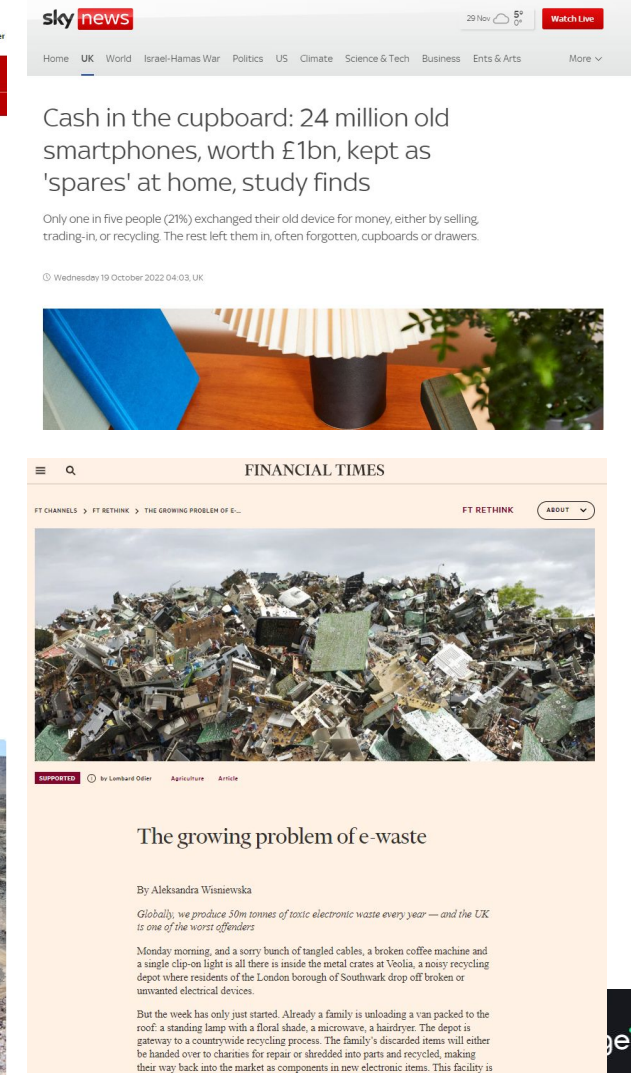 er
sky news
29 Nov 5° 0°
Watch Live
Home UK World Israel-Hamas War Politics US Climate Science & Tech Business Ents & Arts More
Cash in the cupboard: 24 million old
smartphones, worth £1bn, kept as
'spares' at home, study finds
Only one in five people (21%) exchanged their old device for money, either by selling,
trading-in, or recycling. The rest left them in, often forgotten, cupboards or drawers.
Wednesday 19 October 2022 04:03, UK
FINANCIAL TIMES
FT CHANNELS > FT RETHINK > THE GROWING PROBLEM OF E-...
FT RETHINK
ABOUT
SUPPORTED by Lombard Odier Agriculture Article
The growing problem of e-waste
By Aleksandra Wisniewska
Globally, we produce 50m tonnes of toxic electronic waste every year — and the UK
is one of the worst offenders
Monday morning, and a sorry bunch of tangled cables, a broken coffee machine and
a single clip-on light is all there is inside the metal crates at Veolia, a noisy recycling
depot where residents of the London borough of Southwark drop off broken or
unwanted electrical devices.
But the week has only just started. Already a family is unloading a van packed to the
roof: a standing lamp with a floral shade, a microwave, a hairdryer. The depot is
gateway to a countrywide recycling process. The family's discarded items will either
be handed over to charities for repair or shredded into parts and recycled, making
their way back into the market as components in new electronic items. This facility is
ge